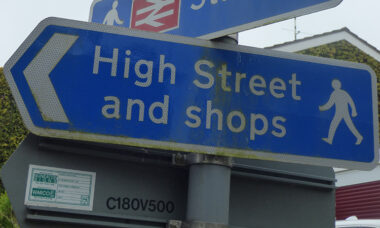 High Street
and shops
C180V500